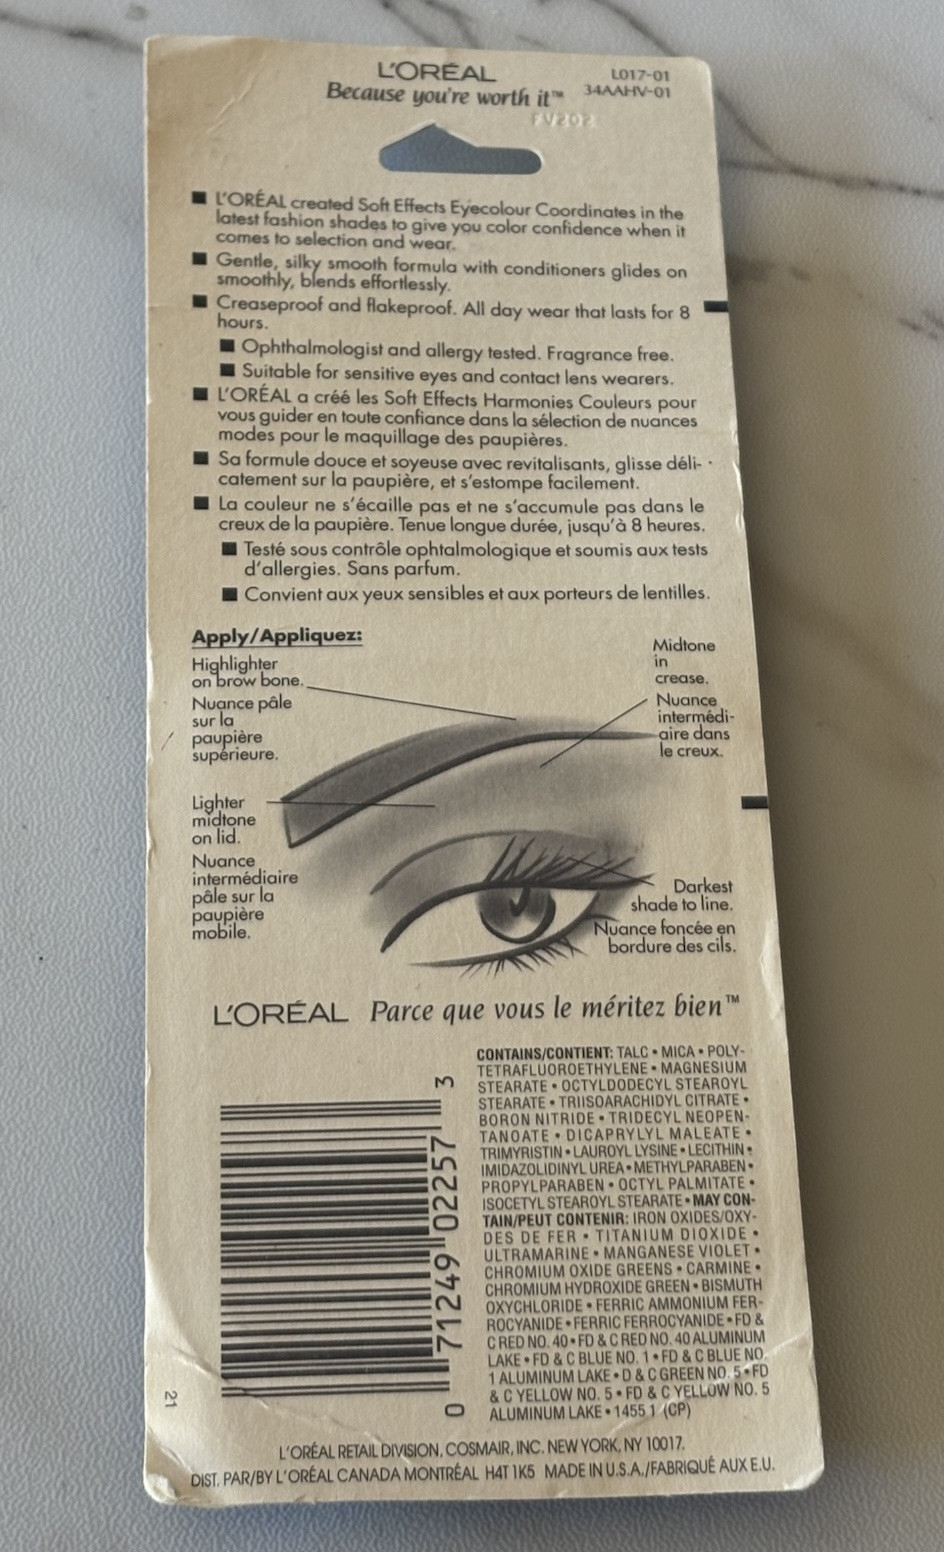 L'ORÉAL
Because you're worth it™
L017-01
34AAHV-01
FV202
■ L'ORÉAL created Soft Effects Eyecolour Coordinates in the
latest fashion shades to give you color confidence when it
comes to selection and wear.
■ Gentle, silky smooth formula with conditioners glides on
smoothly, blends effortlessly.
■ Creaseproof and flakeproof. All day wear that lasts for 8
hours.
■ Ophthalmologist and allergy tested. Fragrance free.
■ Suitable for sensitive eyes and contact lens wearers.
■ L'ORÉAL a créé les Soft Effects Harmonies Couleurs pour
vous guider en toute confiance dans la sélection de nuances
modes pour le maquillage des paupières.
■ Sa formule douce et soyeuse avec revitalisants, glisse déli-
catement sur la paupière, et s'estompe facilement.
■ La couleur ne s'écaille pas et ne s'accumule pas dans le
creux de la paupière. Tenue longue durée, jusqu'à 8 heures.
■ Testé sous contrôle ophtalmologique et soumis aux tests
d'allergies. Sans parfum.
■ Convient aux yeux sensibles et aux porteurs de lentilles.
Apply/Appliquez:
Highlighter
on brow bone.
Nuance pâle
sur la
paupière
supérieure.
Midtone
in
crease.
Nuance
intermédi-
aire dans
le creux.
Lighter
midtone
on lid.
Nuance
intermédiaire
pâle sur la
paupière
mobile.
Darkest
shade to line.
Nuance foncée en
bordure des cils.
L'ORÉAL Parce que vous le méritez bien™
CONTAINS/CONTIENT: TALC • MICA • POLY-
TETRAFLUOROETHYLENE • MAGNESIUM
STEARATE • OCTYLDODECYL STEAROYL
STEARATE • TRIISOARACHIDYL CITRATE •
BORON NITRIDE • TRIDECYL NEOPEN-
TANOATE • DICAPRYLYL MALEATE •
TRIMYRISTIN • LAUROYL LYSINE • LECITHIN •
IMIDAZOLIDINYL UREA • METHYLPARABEN •
PROPYLPARABEN • OCTYL PALMITATE •
ISOCETYL STEAROYL STEARATE • MAY CON-
TAIN/PEUT CONTENIR: IRON OXIDES/OXY-
DES DE FER • TITANIUM DIOXIDE •
ULTRAMARINE • MANGANESE VIOLET •
CHROMIUM OXIDE GREENS • CARMINE •
CHROMIUM HYDROXIDE GREEN • BISMUTH
OXYCHLORIDE • FERRIC AMMONIUM FER-
ROCYANIDE • FERRIC FERROCYANIDE • FD &
C RED NO. 40 • FD & C RED NO. 40 ALUMINUM
LAKE • FD & C BLUE NO. 1 • FD & C BLUE NO.
1 ALUMINUM LAKE • D & C GREEN NO. 5 • FD
& C YELLOW NO. 5 • FD & C YELLOW NO. 5
ALUMINUM LAKE • 1455 1 (CP)
0 71249 02257 3
21
L'ORÉAL RETAIL DIVISION, COSMAIR, INC. NEW YORK, NY 10017.
DIST. PAR/BY L'ORÉAL CANADA MONTRÉAL H4T 1K5 MADE IN U.S.A./FABRIQUÉ AUX E.U.